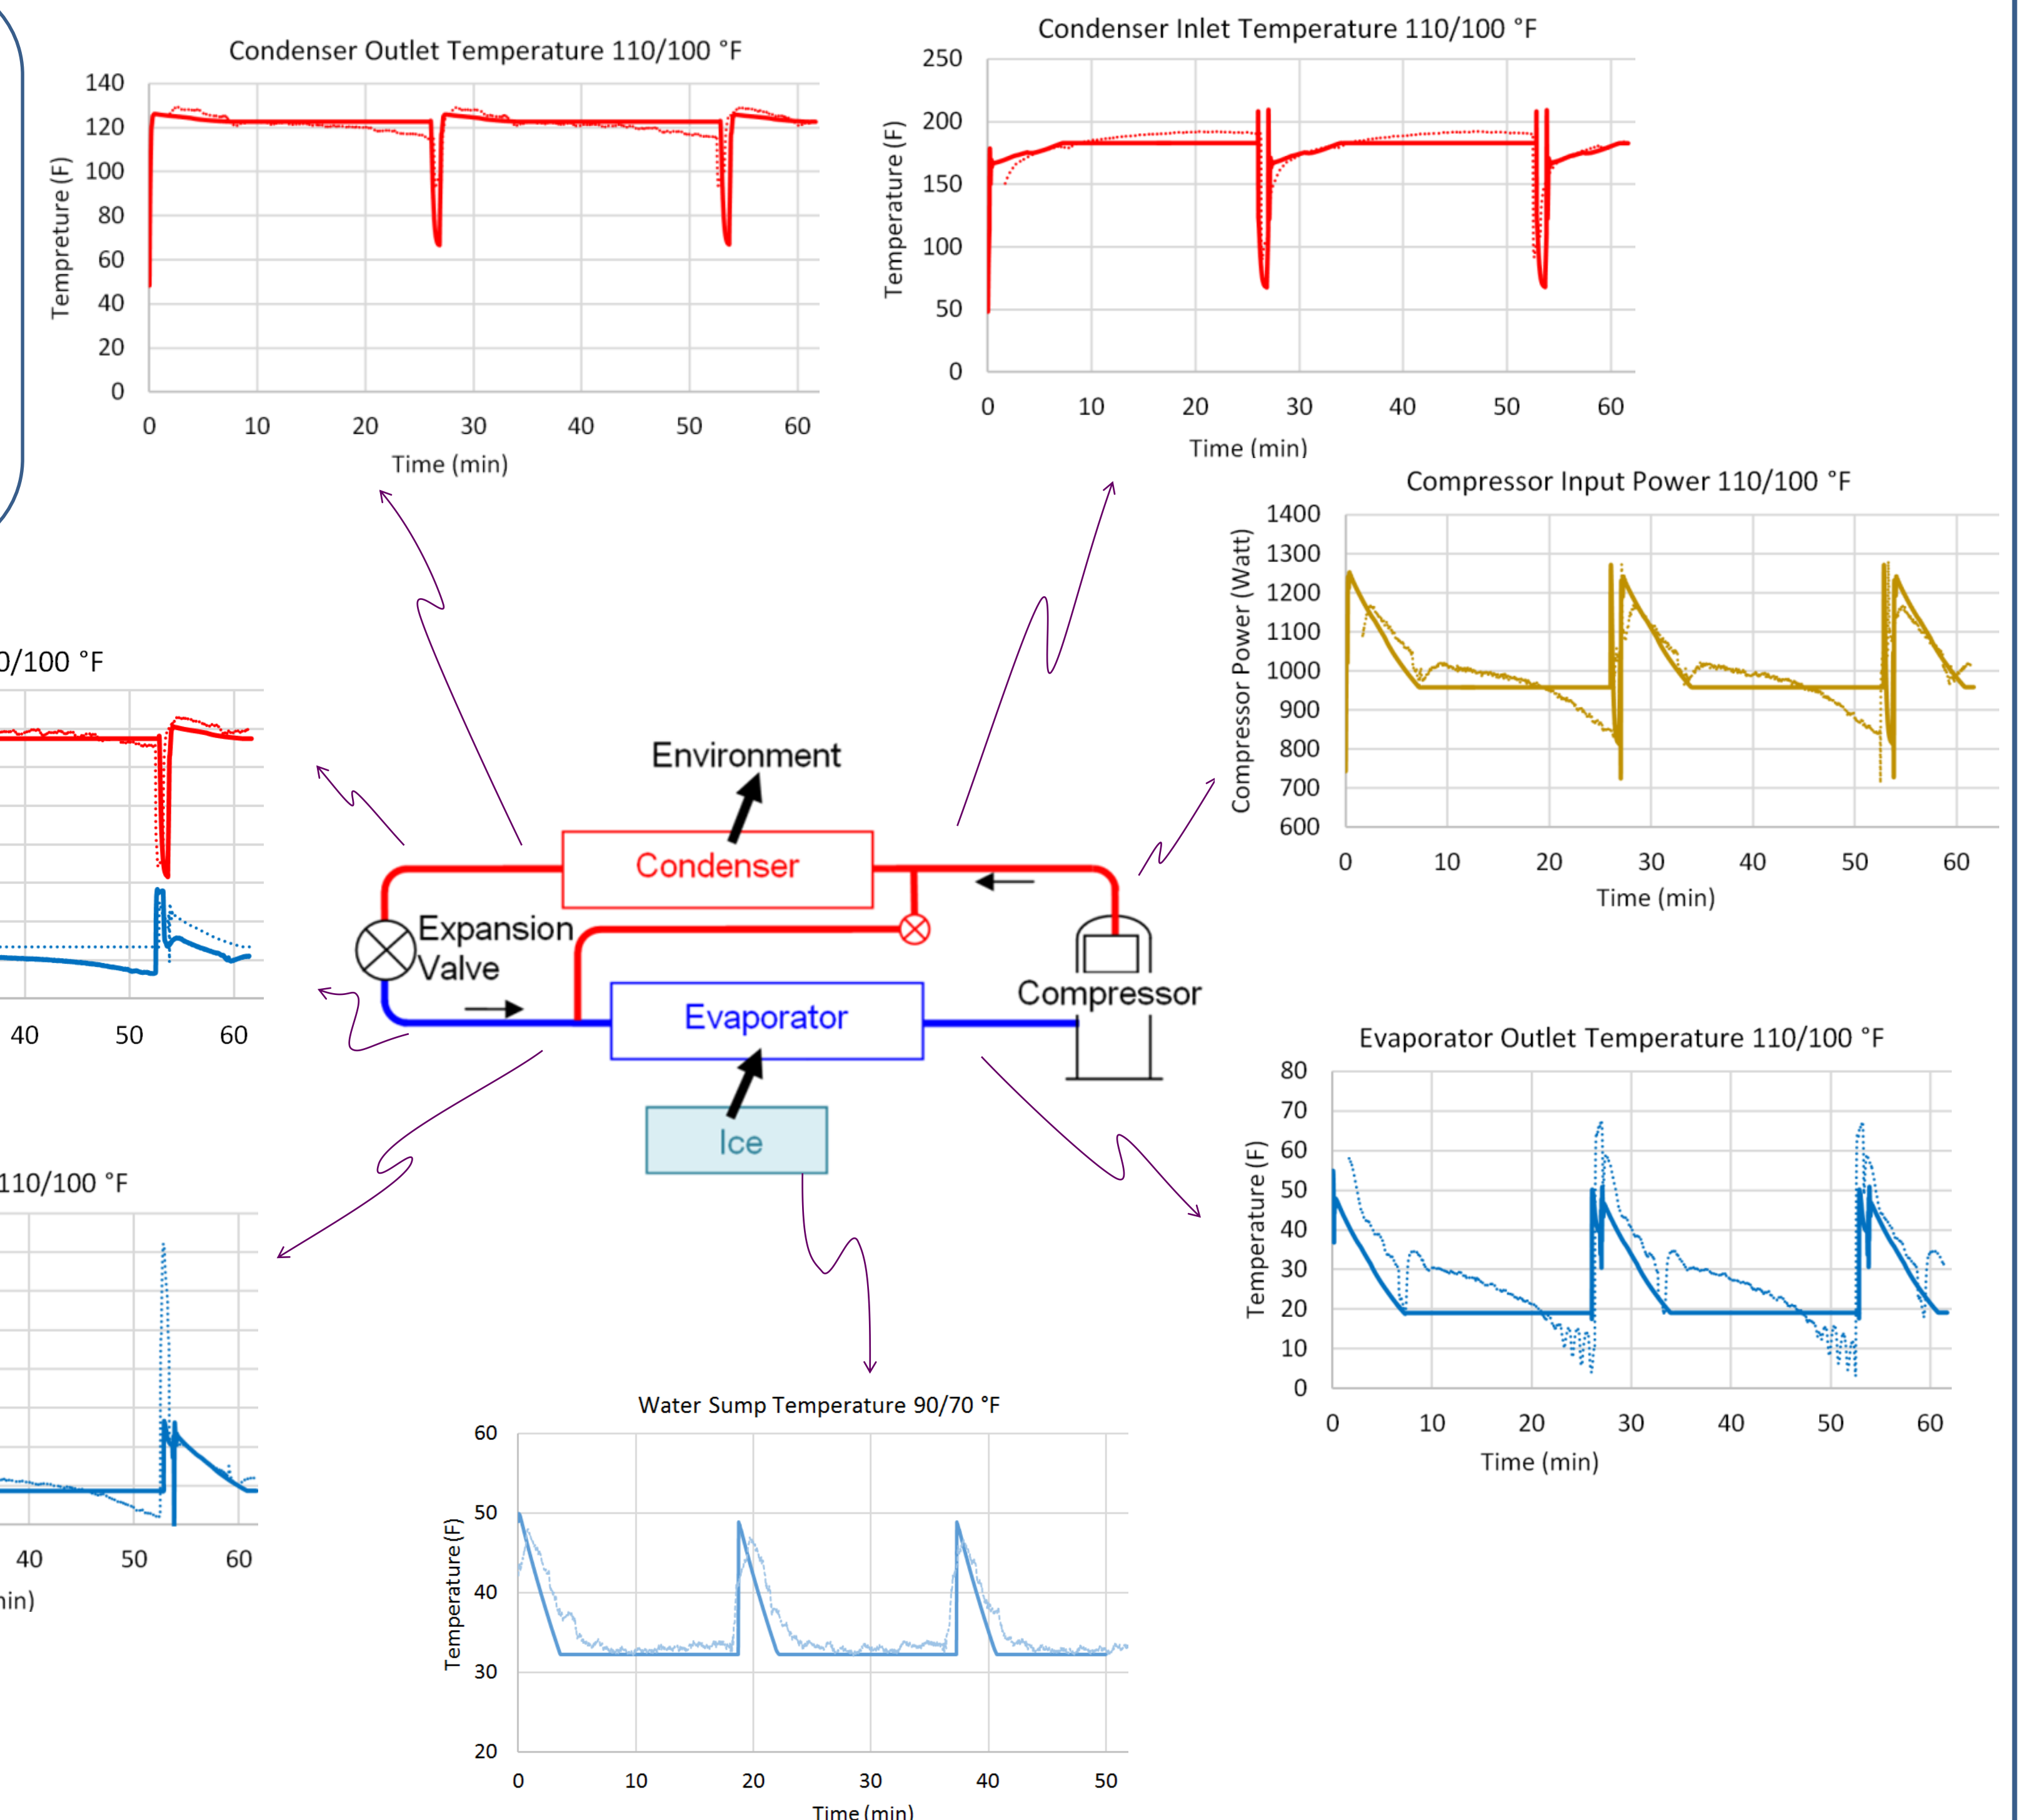 Condenser Outlet Temperature 110/100 °F
140
120
100
80
60
40
20
0
Tempreture (F)
0 10 20 30 40 50 60
Time (min)
Condenser Inlet Temperature 110/100 °F
250
200
150
100
50
0
Temperature (F)
0 10 20 30 40 50 60
Time (min)
Compressor Input Power 110/100 °F
1400
1300
1200
1100
1000
900
800
700
600
Compressor Power (Watt)
0 10 20 30 40 50 60
Time (min)
0/100 °F
40 50 60
Environment
Condenser
Expansion
Valve
Compressor
Evaporator
Ice
Evaporator Outlet Temperature 110/100 °F
80
70
60
50
40
30
20
10
0
Temperature (F)
0 10 20 30 40 50 60
Time (min)
110/100 °F
40 50 60
in)
Water Sump Temperature 90/70 °F
60
50
40
30
20
Temperature (F)
0 10 20 30 40 50
Time (min)